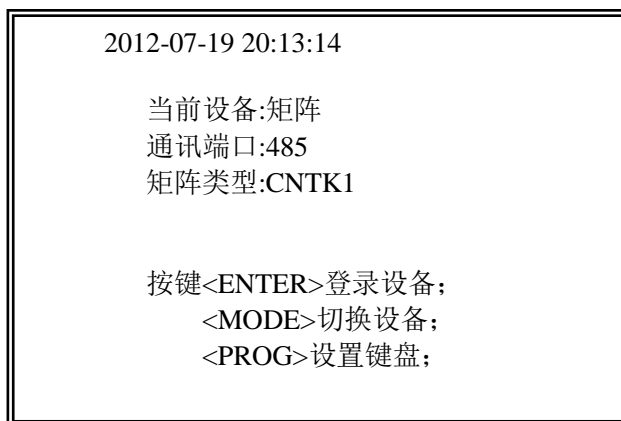 2012-07-19 20:13:14
当前设备:矩阵
通讯端口:485
矩阵类型:CNTK1
按键<ENTER>登录设备；
<MODE>切换设备；
<PROG>设置键盘；